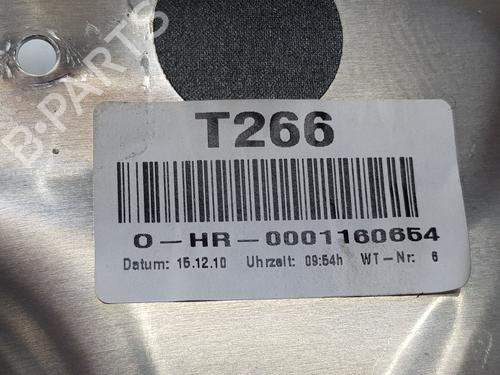 B-PARTS
T266
0-HR-0001160654
Datum: 15.12.10 Uhrzeit: 09:54h WT-Nr: 6